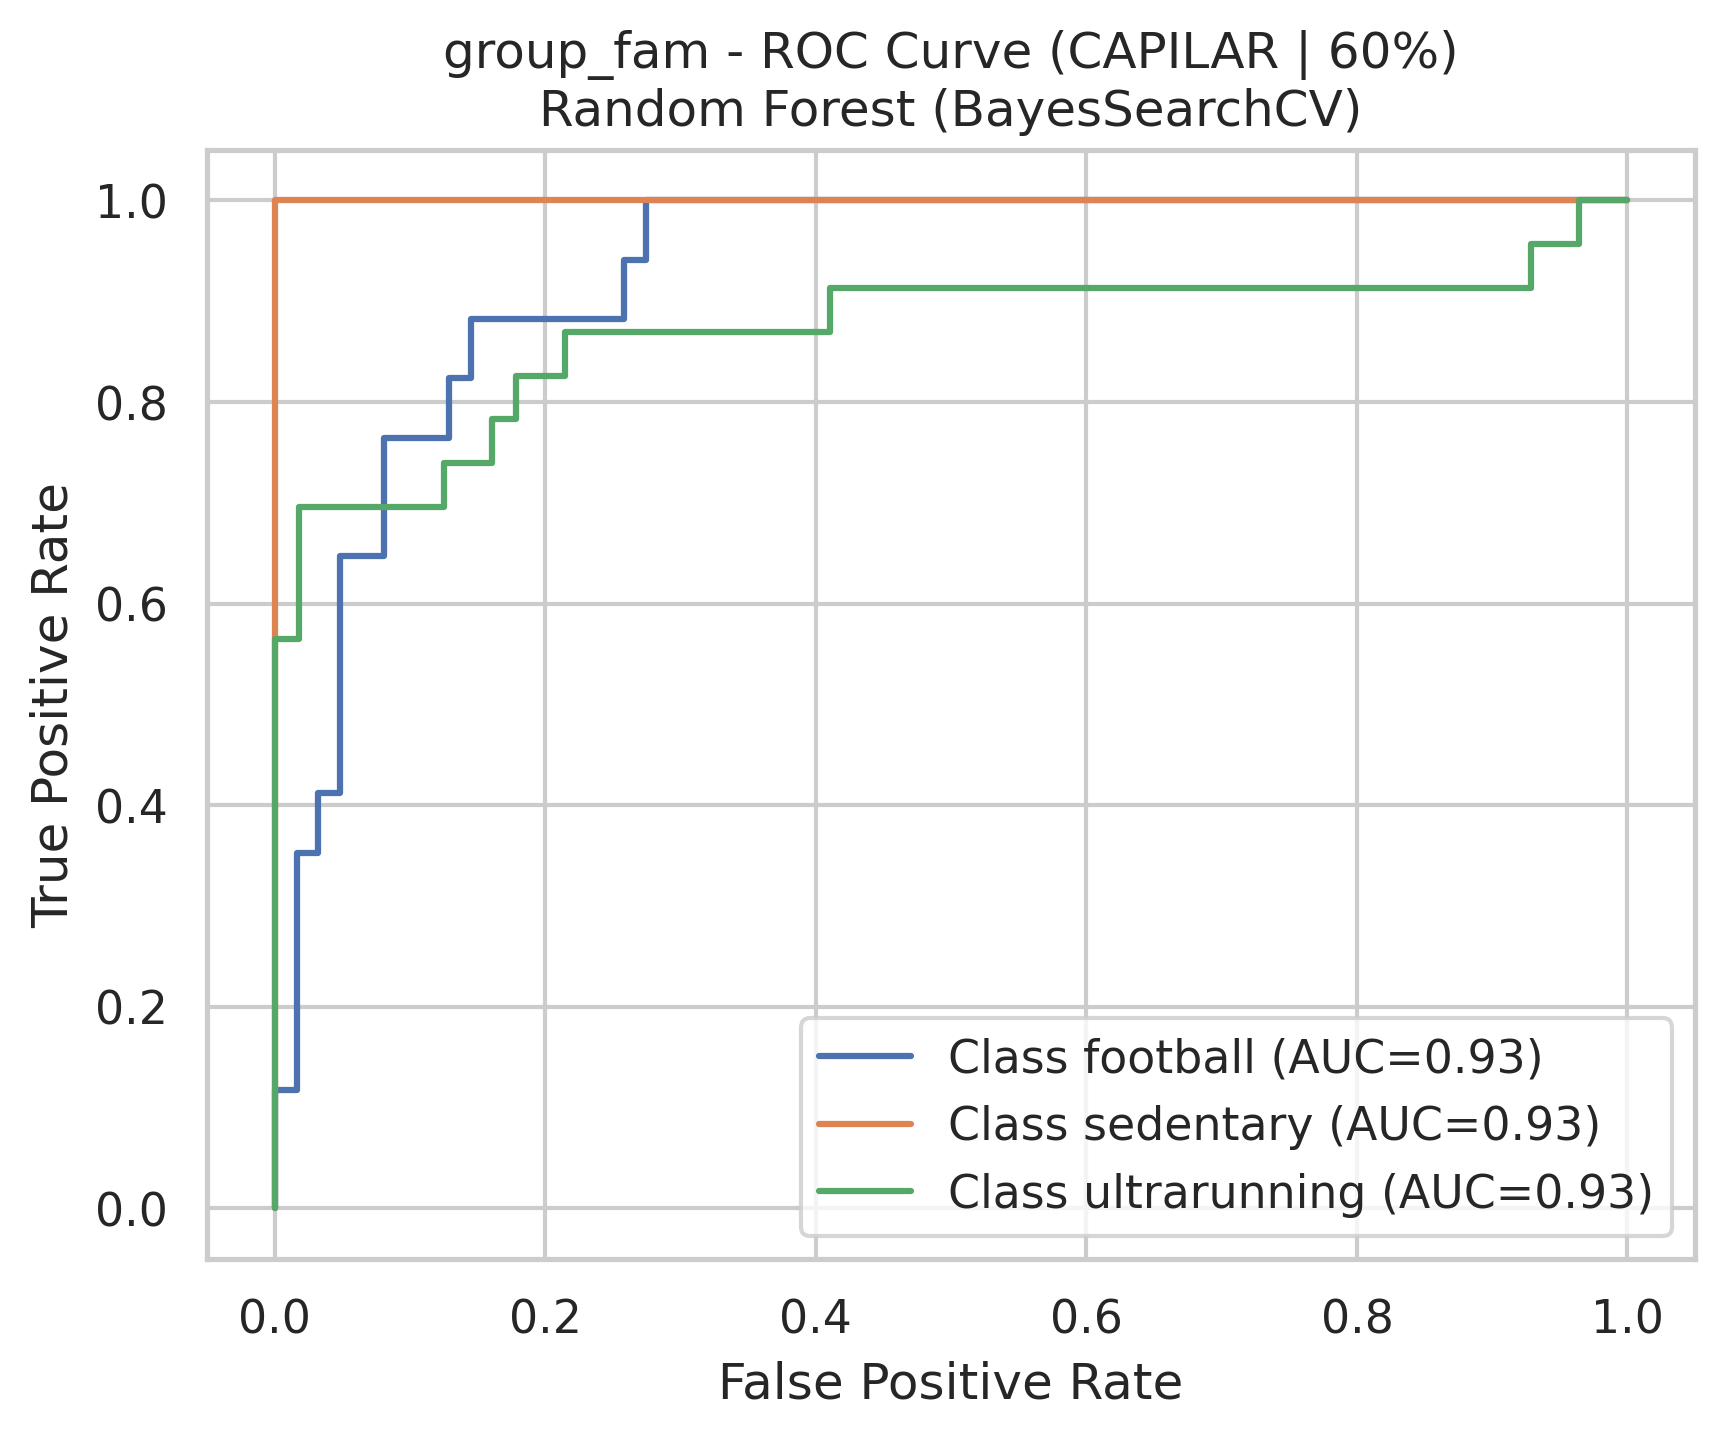 group_fam - ROC Curve (CAPILAR | 60%)
Random Forest (BayesSearchCV)
True Positive Rate
1.0
0.8
0.6
0.4
0.2
0.0
Class football (AUC=0.93)
Class sedentary (AUC=0.93)
Class ultrarunning (AUC=0.93)
0.0 0.2 0.4 0.6 0.8 1.0
False Positive Rate